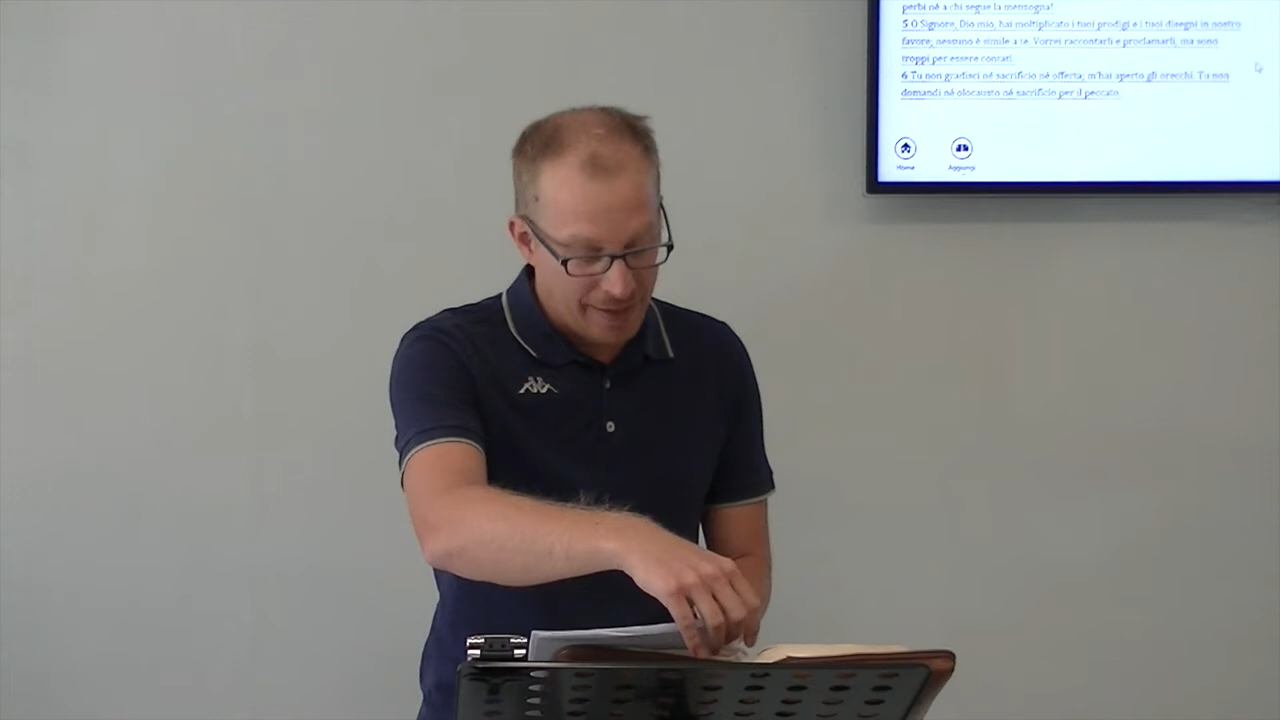 perbi né a chi segue la menzogna!
5 O Signore, Dio mio, hai moltiplicato i tuoi prodigi e i tuoi disegni in nostro
favore; nessuno è simile a te. Vorrei raccontarli e proclamarli, ma sono
troppi per essere contati.
6 Tu non gradisci né sacrificio né offerta; m'hai aperto gli orecchi. Tu non
domandi né olocausto né sacrificio per il peccato.
Home
Aggiungi